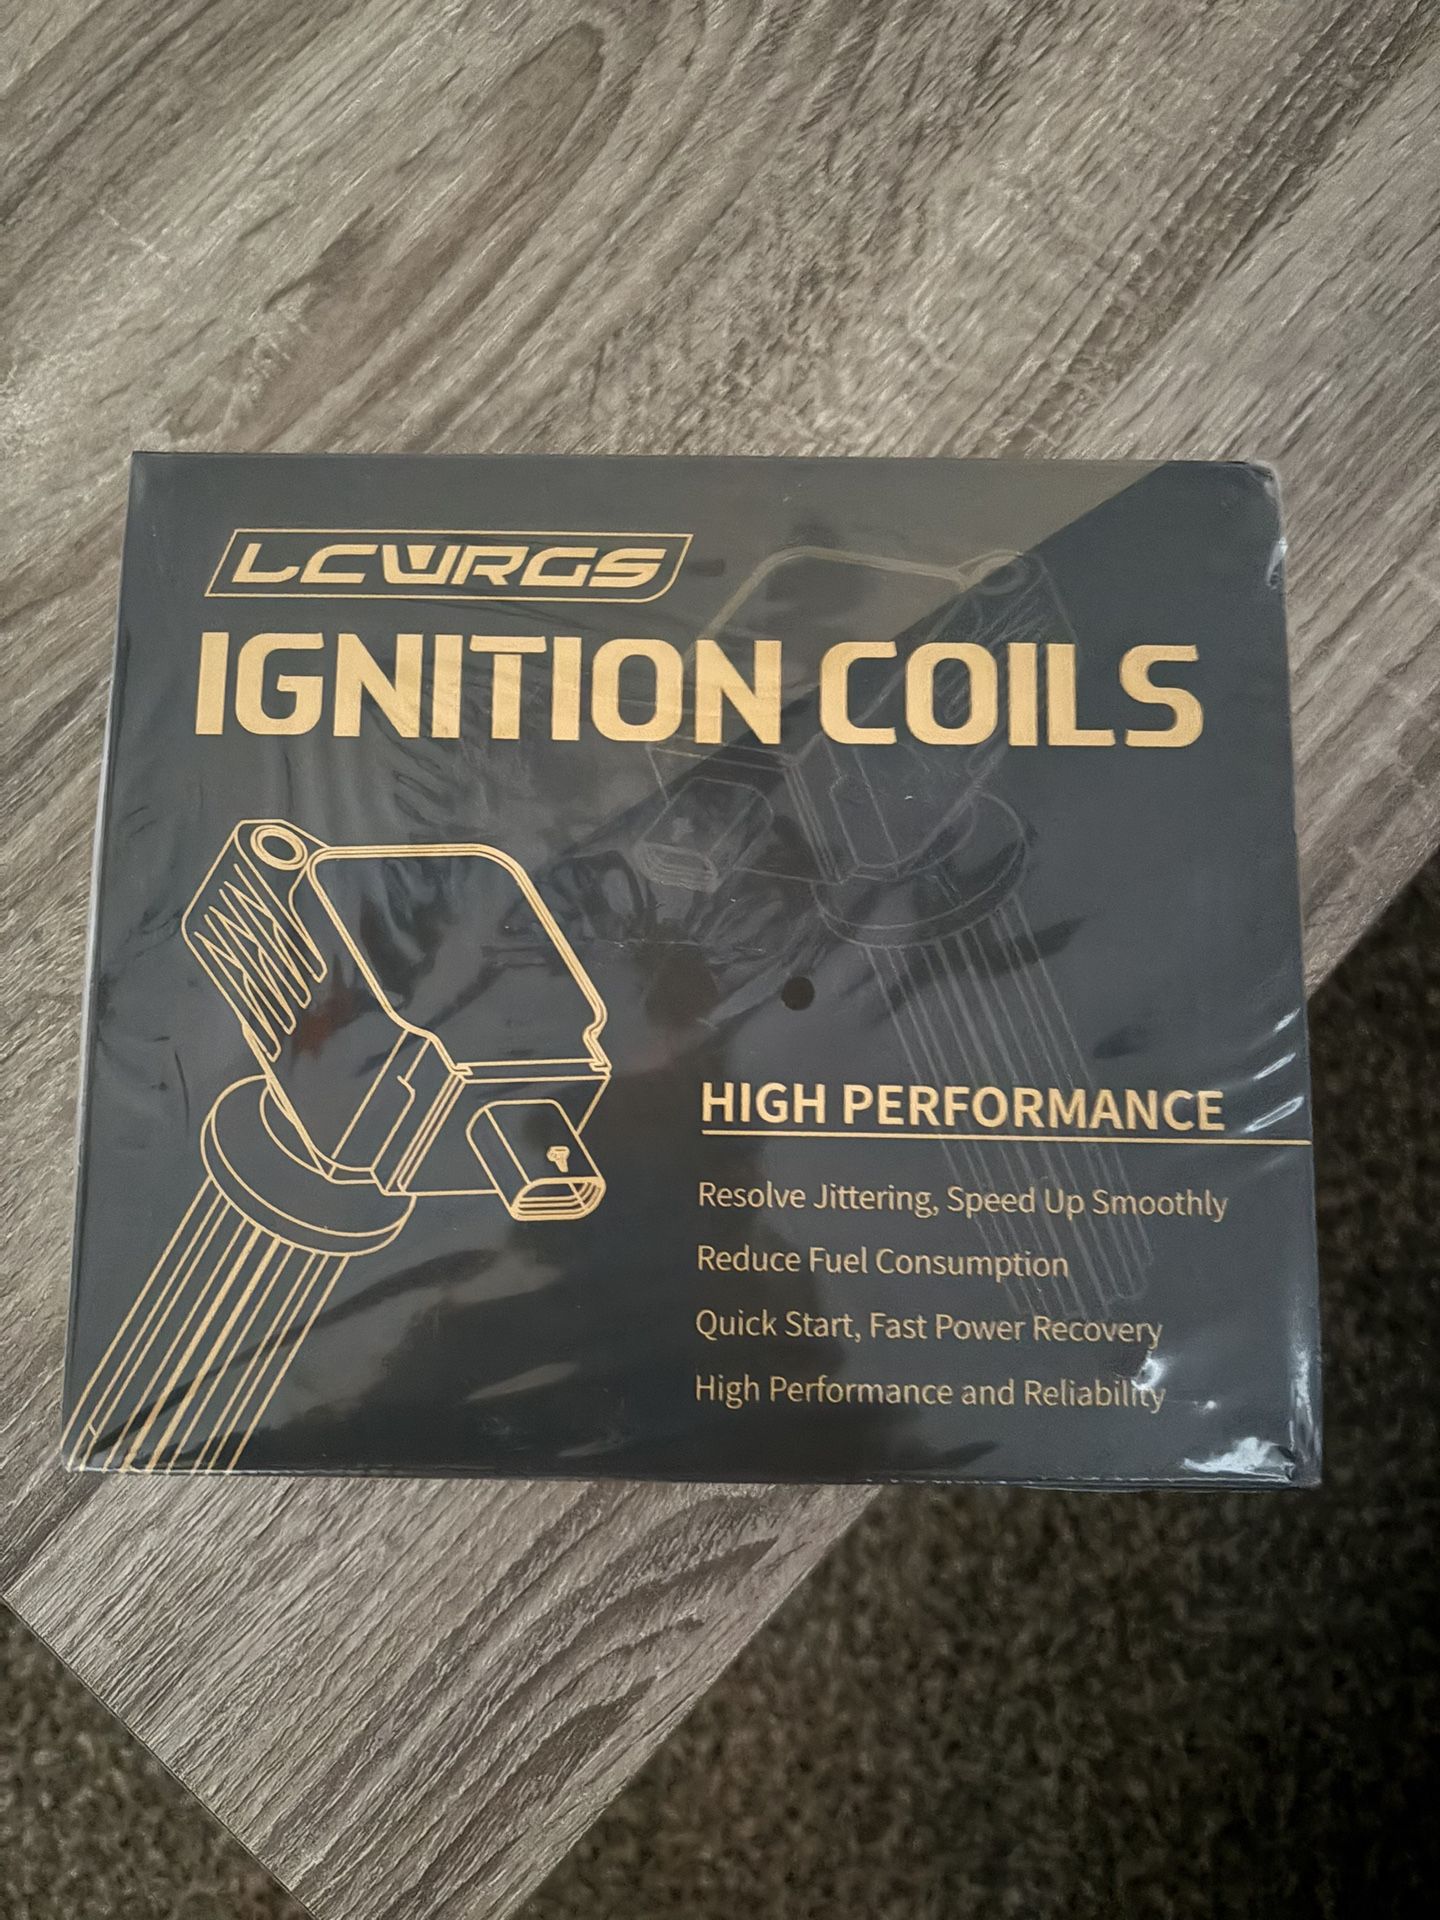 LCWRGS
IGNITION COILS
HIGH PERFORMANCE
Resolve Jittering, Speed Up Smoothly
Reduce Fuel Consumption
Quick Start, Fast Power Recovery
High Performance and Reliability